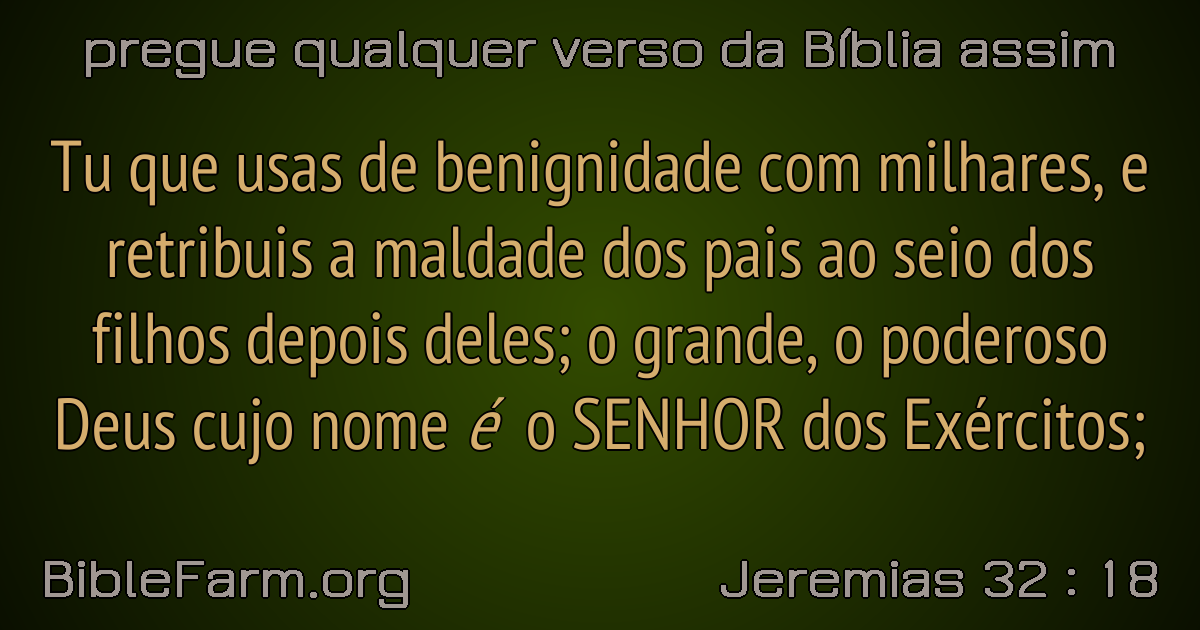 pregue qualquer verso da Bíblia assim
Tu que usas de benignidade com milhares, e
retribuis a maldade dos pais ao seio dos
filhos depois deles; o grande, o poderoso
Deus cujo nome é o SENHOR dos Exércitos;
BibleFarm.org
Jeremias 32 : 18